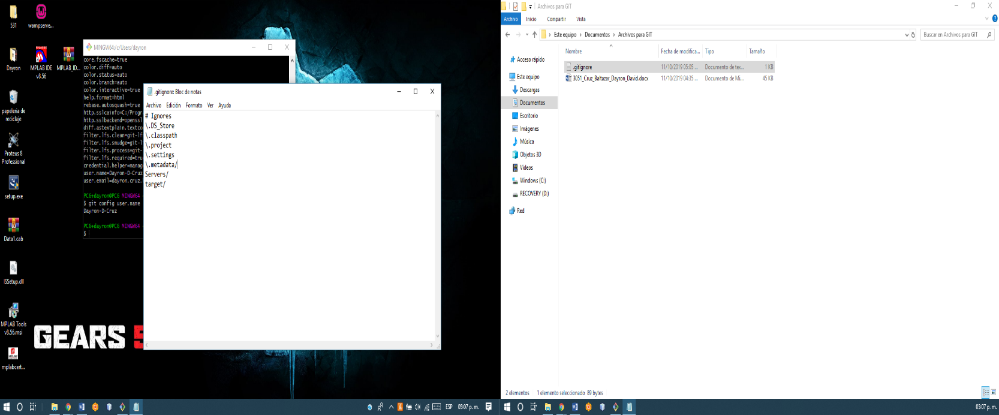 531
wampserve...
Dayron
MPLAB IDE
v8.56
MPLAB_ID...
papelería de
reciclaje
Proteus 8
Professional
setup.exe
Data1.cab
ISSetup.dll
MPLAB Tools
v8.56.msi
mplabcert...
GEARS 5
MINGW64:/c/Users/dayron
core.fscache=true
color.diff=auto
color.status=auto
color.branch=auto
color.interactive=true
help.format=html
rebase.autosquash=true
http.sslcainfo=C:/Progr
http.sslbackend=openssl
diff.astextplain.textco
filter.lfs.clean=git-lf
filter.lfs.smudge=git-l
filter.lfs.process=git-
filter.lfs.required=tru
credential.helper=manag
user.name=Dayron-D-Cruz
user.email=dayron.cruz.
PC6+dayron@PC6 MINGW64
$ git config user.name
Dayron-D-Cruz
PC6+dayron@PC6 MINGW64
$
.gitignore: Bloc de notas
Archivo Edición Formato Ver Ayuda
# Ignores
\.DS_Store
\.classpath
\.project
\.settings
\.metadata/
Servers/
target/
ESP 05:07 p. m.
Archivos para GIT
Archivo Inicio Compartir Vista
Este equipo > Documentos > Archivos para GIT
Buscar en Archivos para GIT
Nombre Fecha de modifica... Tipo Tamaño
.gitignore 11/10/2019 05:05 ... Documento de tex... 1 KB
3051_Cruz_Baltazar_Dayron_David.docx 11/10/2019 04:35 ... Documento de Mi... 45 KB
Acceso rápido
Este equipo
Descargas
Documentos
Escritorio
Imágenes
Música
Objetos 3D
Vídeos
Windows (C:)
RECOVERY (D:)
Red
2 elementos 1 elemento seleccionado 89 bytes
05:07 p. m.